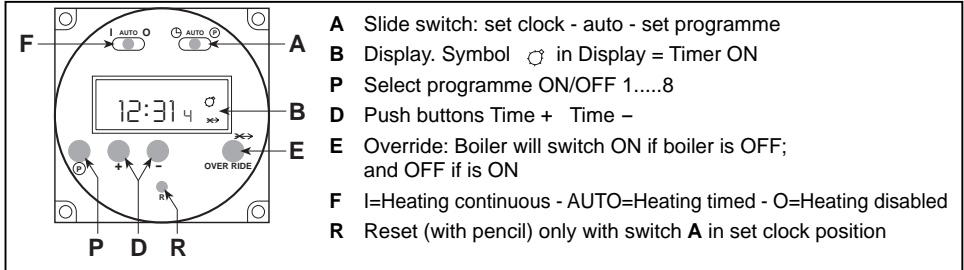 I AUTO O
AUTO P
F
A
12:31 4
B
E
P
+
−
OVER RIDE
R
P D R
A Slide switch: set clock - auto - set programme
B Display. Symbol in Display = Timer ON
P Select programme ON/OFF 1.....8
D Push buttons Time + Time −
E Override: Boiler will switch ON if boiler is OFF;
and OFF if is ON
F I=Heating continuous - AUTO=Heating timed - O=Heating disabled
R Reset (with pencil) only with switch A in set clock position